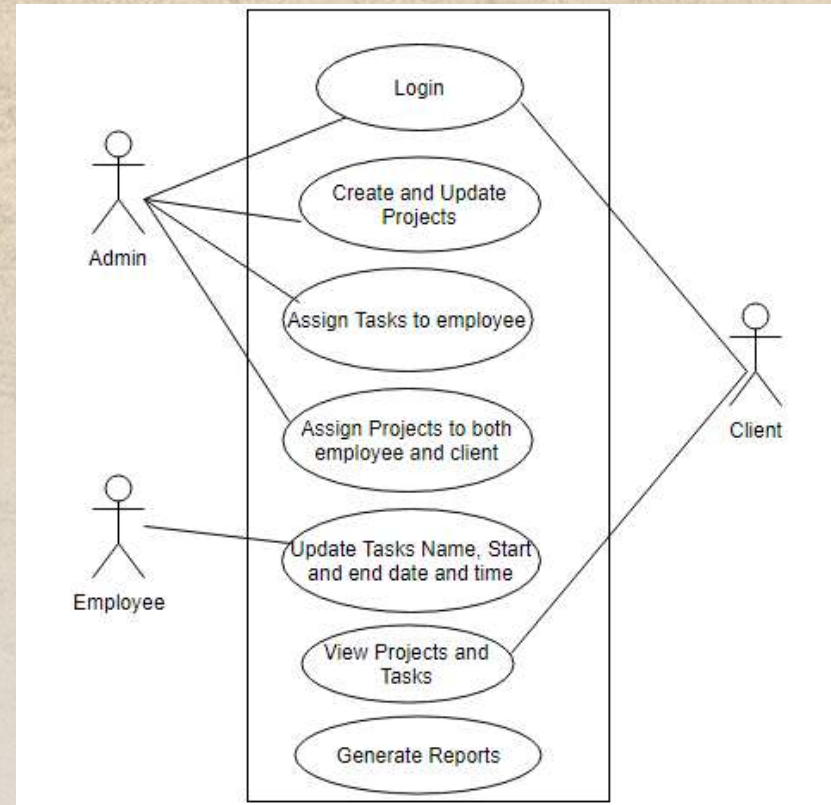 Login
Create and Update
Projects
Admin
Assign Tasks to employee
Assign Projects to both
employee and client
Client
Update Tasks Name, Start
and end date and time
Employee
View Projects and
Tasks
Generate Reports